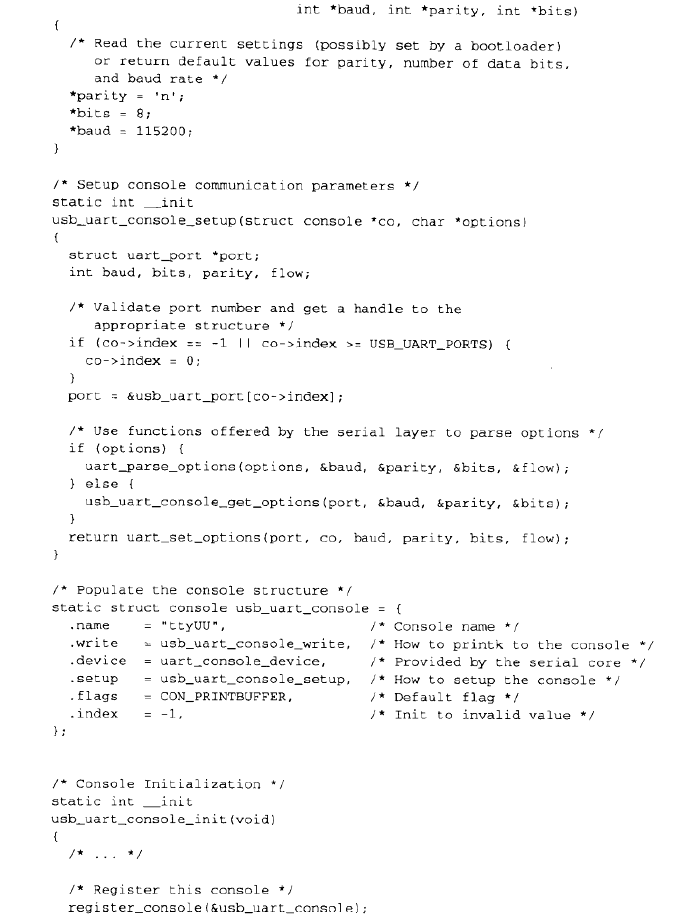 int *baud, int *parity, int *bits)
{
/* Read the current settings (possibly set by a bootloader)
or return default values for parity, number of data bits,
and baud rate */
*parity = 'n';
*bits = 8;
*baud = 115200;
}
/* Setup console communication parameters */
static int __init
usb_uart_console_setup(struct console *co, char *options)
{
struct uart_port *port;
int baud, bits, parity, flow;
/* Validate port number and get a handle to the
appropriate structure */
if (co->index == -1 || co->index >= USB_UART_PORTS) {
co->index = 0;
}
port = &usb_uart_port[co->index];
/* Use functions offered by the serial layer to parse options */
if (options) {
uart_parse_options(options, &baud, &parity, &bits, &flow);
} else {
usb_uart_console_get_options(port, &baud, &parity, &bits);
}
return uart_set_options(port, co, baud, parity, bits, flow);
}
/* Populate the console structure */
static struct console usb_uart_console = {
.name = "ttyUU", /* Console name */
.write = usb_uart_console_write, /* How to printk to the console */
.device = uart_console_device, /* Provided by the serial core */
.setup = usb_uart_console_setup, /* How to setup the console */
.flags = CON_PRINTBUFFER, /* Default flag */
.index = -1, /* Init to invalid value */
};
/* Console Initialization */
static int __init
usb_uart_console_init(void)
{
/* ... */
/* Register this console */
register_console(&usb_uart_console);